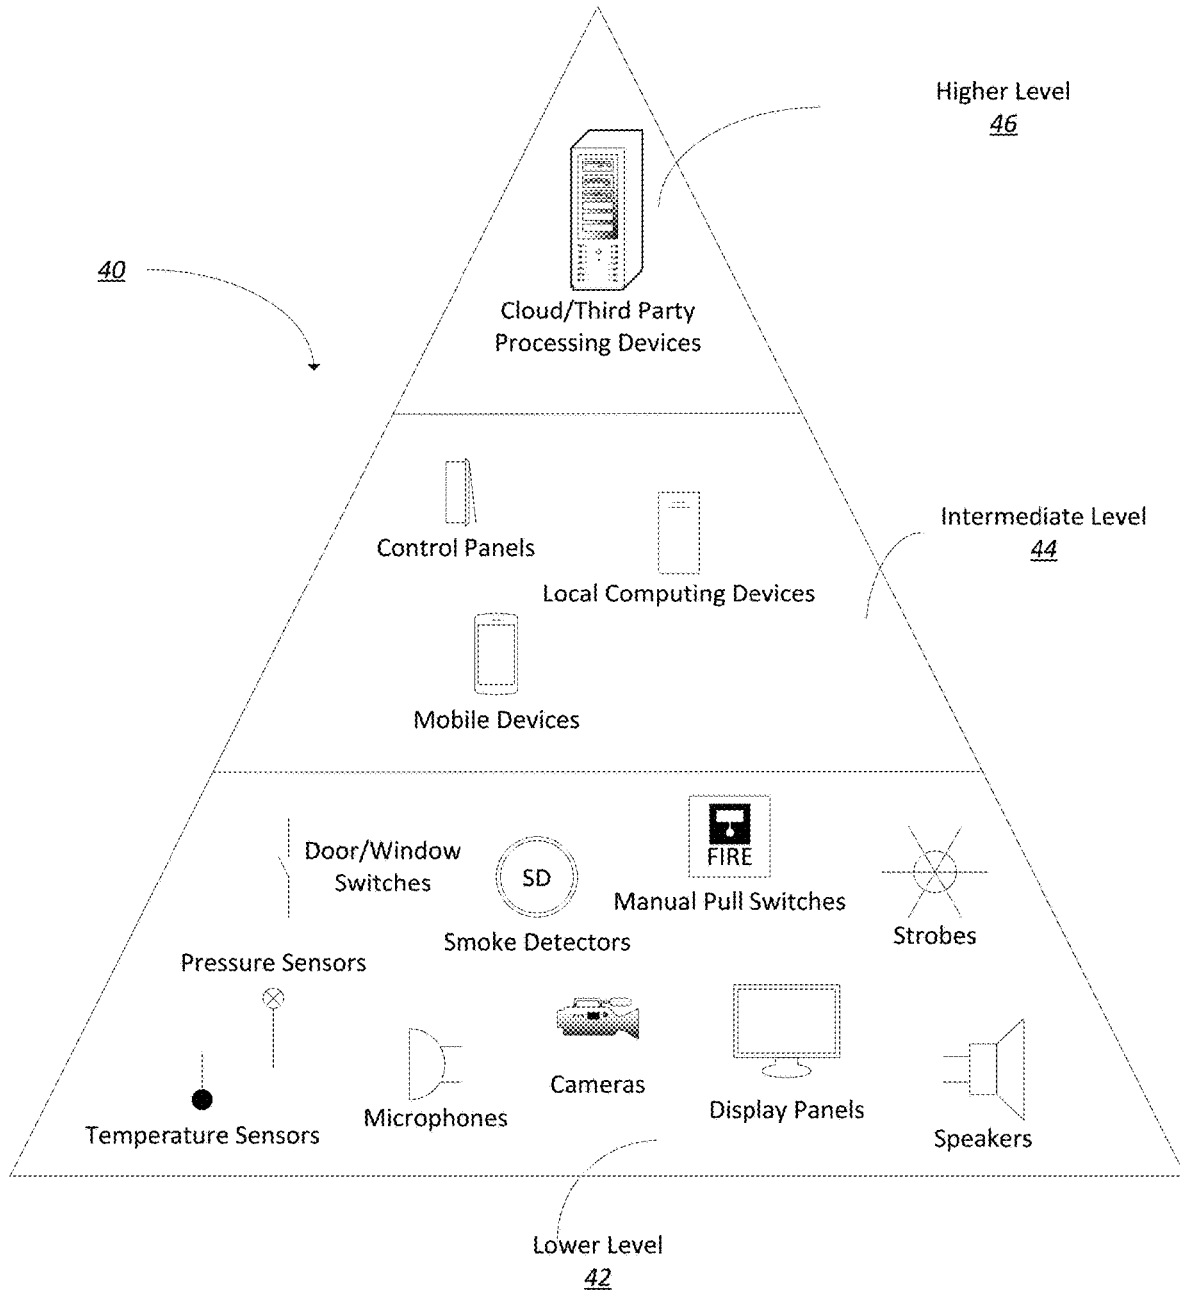 Higher Level
46
40
Cloud/Third Party
Processing Devices
Control Panels
Intermediate Level
44
Local Computing Devices
Mobile Devices
FIRE
Door/Window
Switches
SD
Manual Pull Switches
Smoke Detectors
Strobes
Pressure Sensors
Cameras
Microphones
Display Panels
Temperature Sensors
Speakers
Lower Level
42